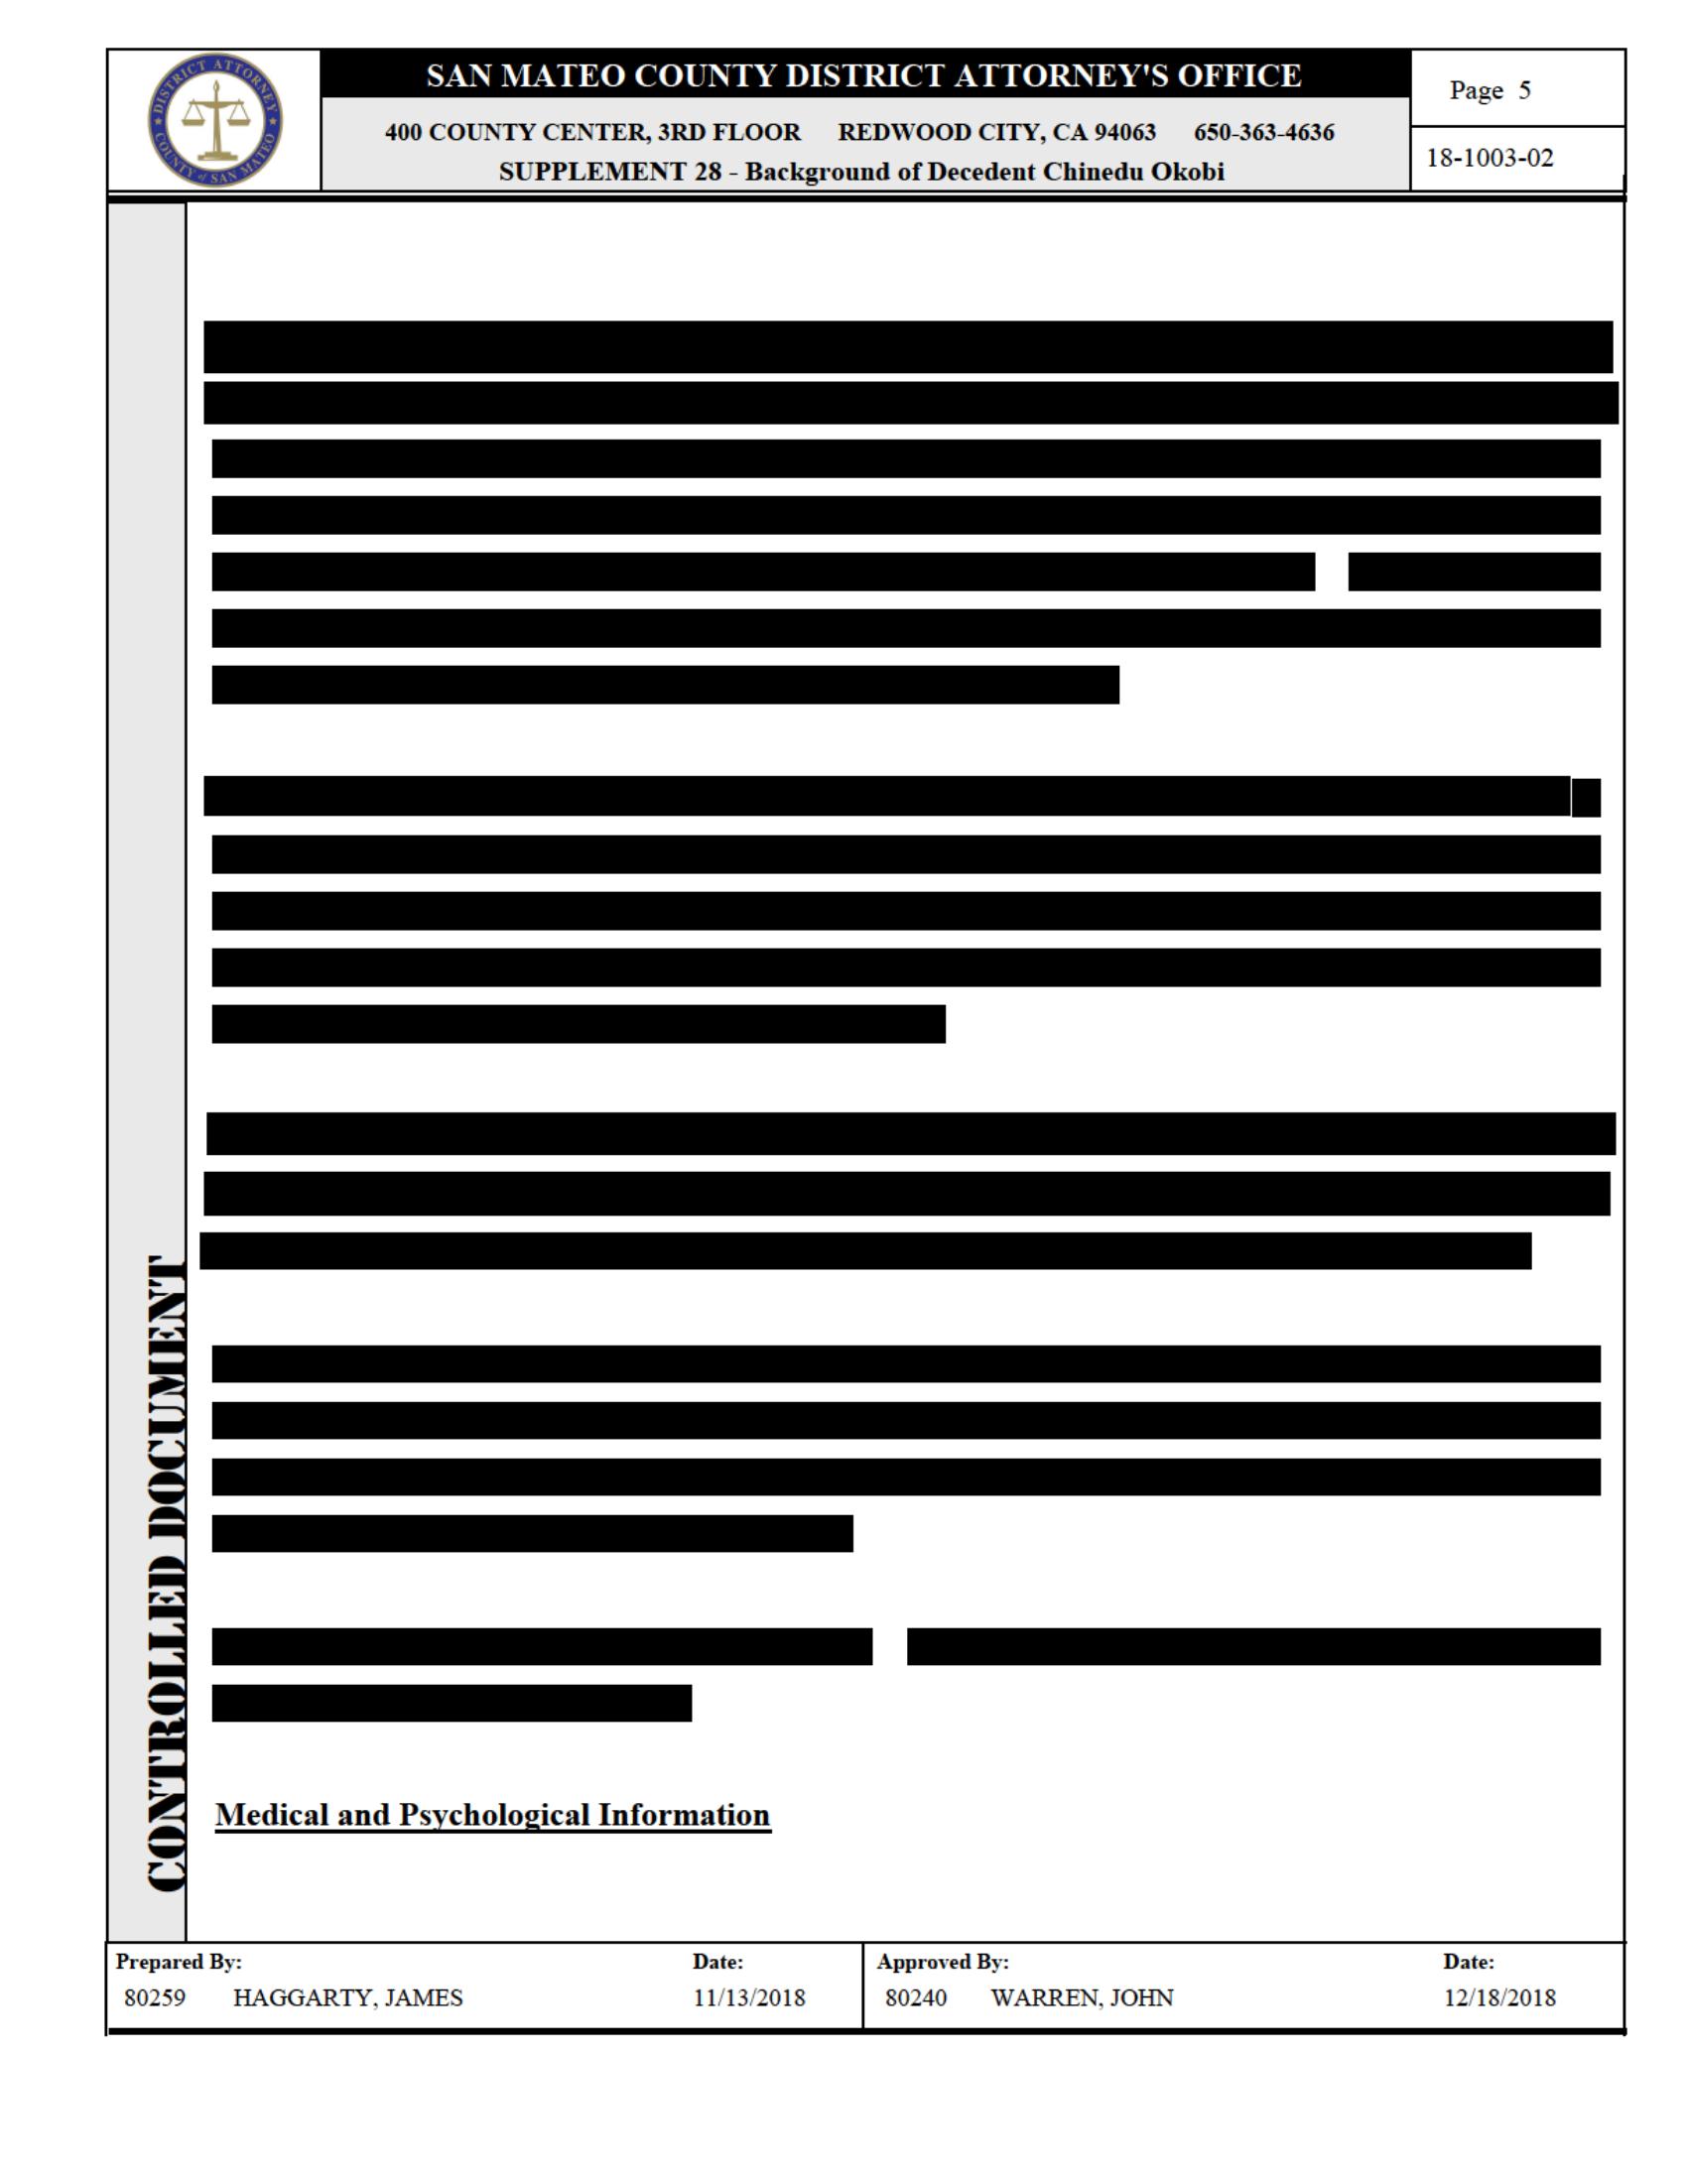 DISTRICT ATTORNEY
COUNTY of SAN MATEO
SAN MATEO COUNTY DISTRICT ATTORNEY'S OFFICE
400 COUNTY CENTER, 3RD FLOOR REDWOOD CITY, CA 94063 650-363-4636
SUPPLEMENT 28 - Background of Decedent Chinedu Okobi
Page 5
18-1003-02
CONTROLLED DOCUMENT
Medical and Psychological Information
Prepared By: Date: Approved By: Date:
80259 HAGGARTY, JAMES 11/13/2018 80240 WARREN, JOHN 12/18/2018